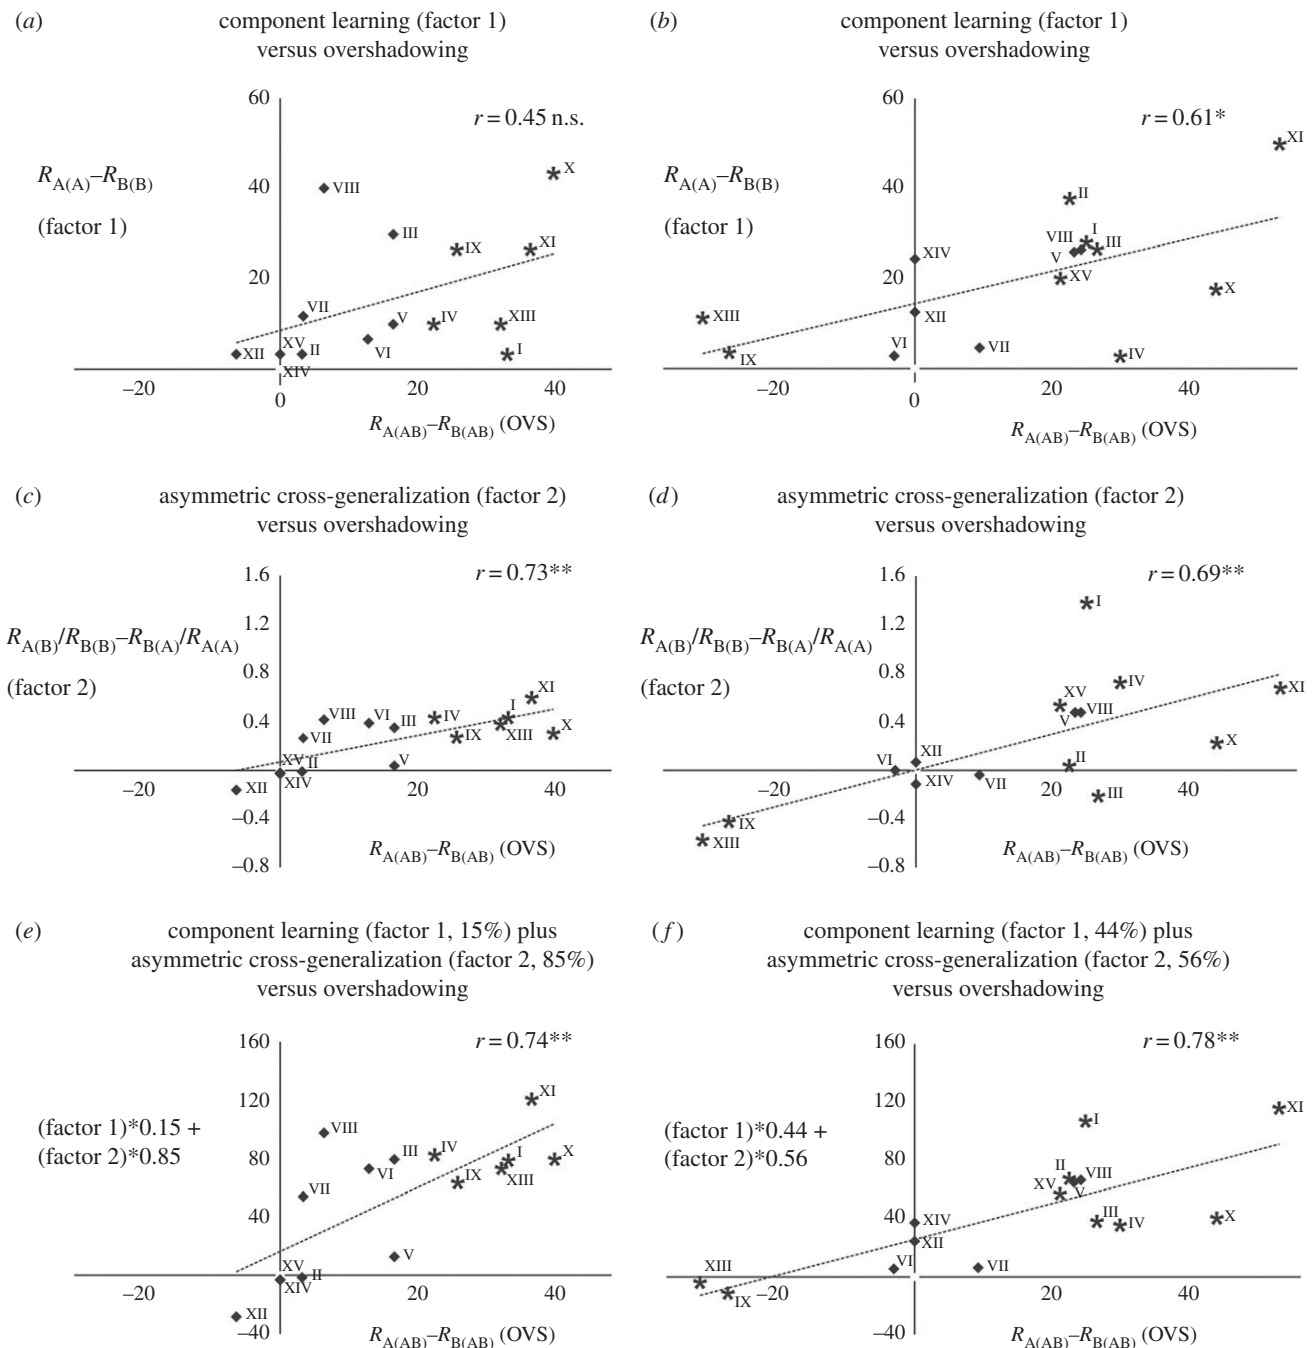 (a) component learning (factor 1)
versus overshadowing
60
r = 0.45 n.s.
R_A(A)–R_B(B)
(factor 1)
40
20
X
VIII
III
IX
XI
VII
V
IV
XIII
VI
XV
XII
II
I
XIV
–20
0
20
40
R_A(AB)–R_B(AB) (OVS)
(b) component learning (factor 1)
versus overshadowing
60
r = 0.61*
R_A(A)–R_B(B)
(factor 1)
40
20
XI
II
I
VIII
III
XIV
V
XV
X
XIII
XII
VI
VII
IX
IV
–20
0
20
40
R_A(AB)–R_B(AB) (OVS)
(c) asymmetric cross-generalization (factor 2)
versus overshadowing
1.6
r = 0.73**
1.2
R_A(B)/R_B(B)–R_B(A)/R_A(A)
(factor 2)
0.8
0.4
XI
I
VIII
VI
IV
III
X
VII
IX
XIII
XV
II
V
XIV
XII
–20
20
40
–0.4
R_A(AB)–R_B(AB) (OVS)
–0.8
(d) asymmetric cross-generalization (factor 2)
versus overshadowing
1.6
r = 0.69**
1.2
R_A(B)/R_B(B)–R_B(A)/R_A(A)
(factor 2)
0.8
0.4
I
IV
XV
XI
VIII
V
X
XII
VI
II
XIV
VII
III
IX
XIII
–20
20
40
–0.4
R_A(AB)–R_B(AB) (OVS)
–0.8
(e) component learning (factor 1, 15%) plus
asymmetric cross-generalization (factor 2, 85%)
versus overshadowing
160
r = 0.74**
120
(factor 1)*0.15 +
(factor 2)*0.85
80
40
XI
VIII
III
IV
I
X
VI
IX
XIII
VII
V
XV
II
XIV
XII
–20
20
40
–40
R_A(AB)–R_B(AB) (OVS)
(f) component learning (factor 1, 44%) plus
asymmetric cross-generalization (factor 2, 56%)
versus overshadowing
160
r = 0.78**
120
(factor 1)*0.44 +
(factor 2)*0.56
80
40
XI
I
II
VIII
XV
V
XIV
III
IV
X
XII
VI
VII
XIII
IX
–20
20
40
–40
R_A(AB)–R_B(AB) (OVS)